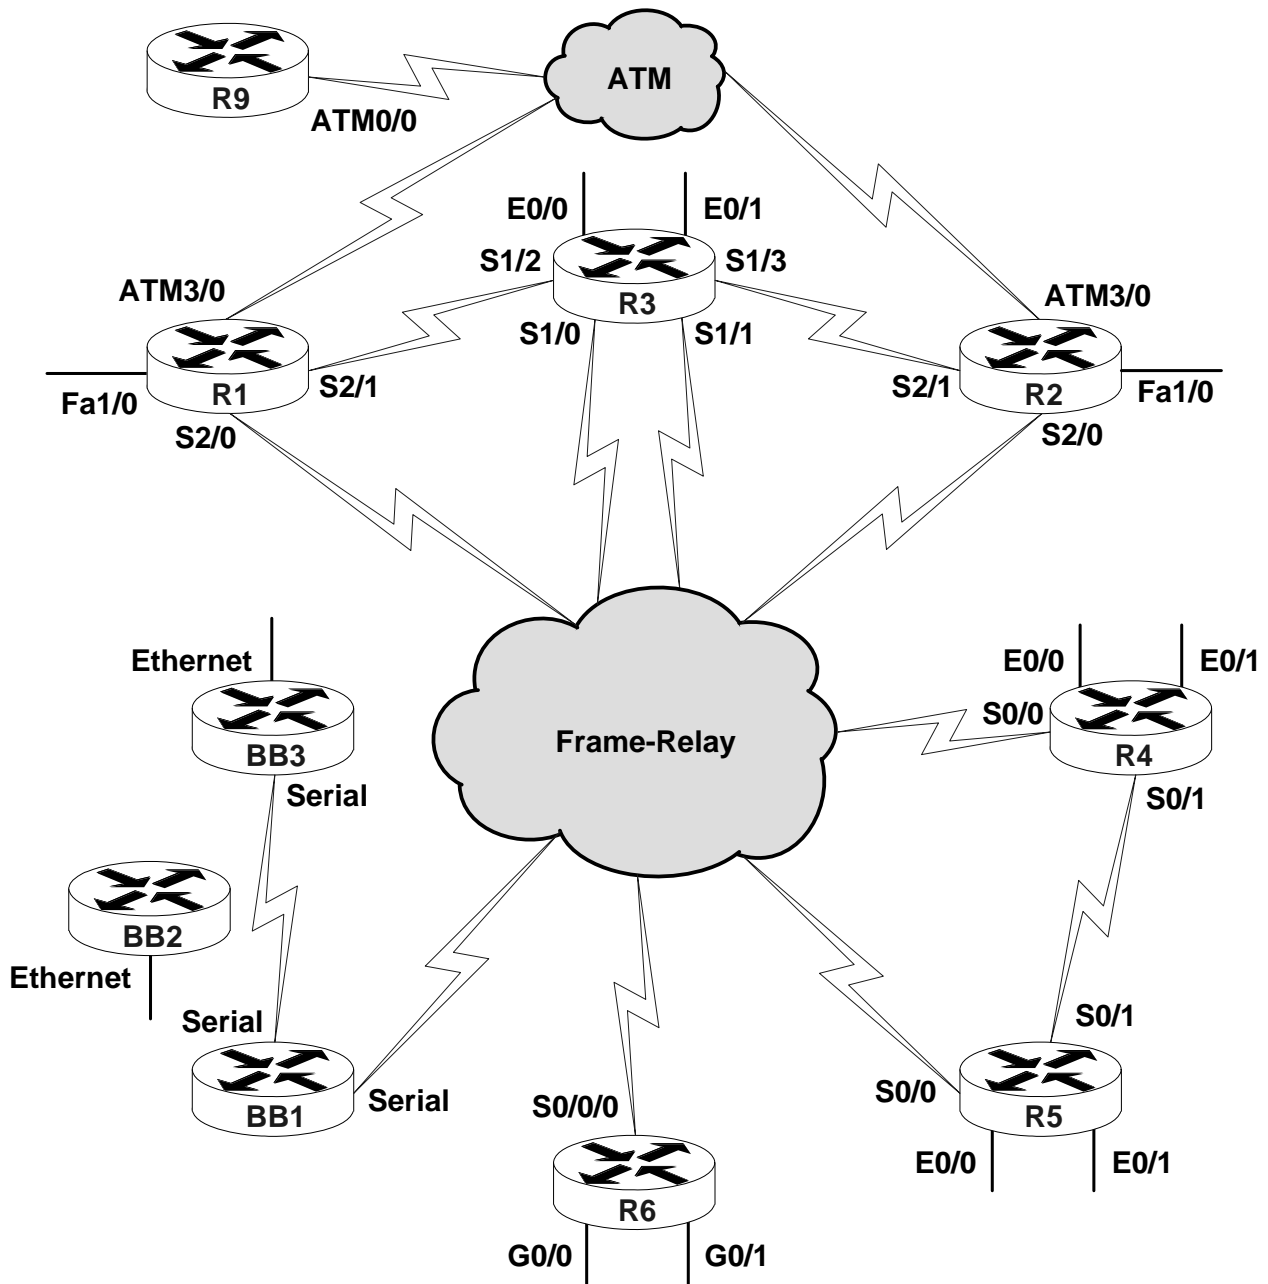 ATM
R9
ATM0/0
E0/0
E0/1
S1/2
S1/3
R3
ATM3/0
ATM3/0
S1/0
S1/1
R1
S2/1
S2/1
R2
Fa1/0
Fa1/0
S2/0
S2/0
Ethernet
E0/0
E0/1
S0/0
BB3
Frame-Relay
R4
Serial
S0/1
BB2
Ethernet
Serial
S0/1
BB1
Serial
S0/0
R5
S0/0/0
E0/0
E0/1
R6
G0/0
G0/1